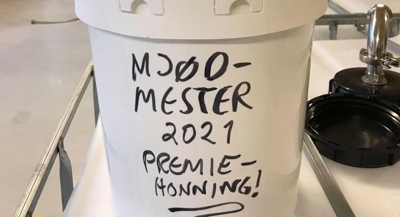 MJØD-
MESTER
2021
PREMIE-
HONNING!